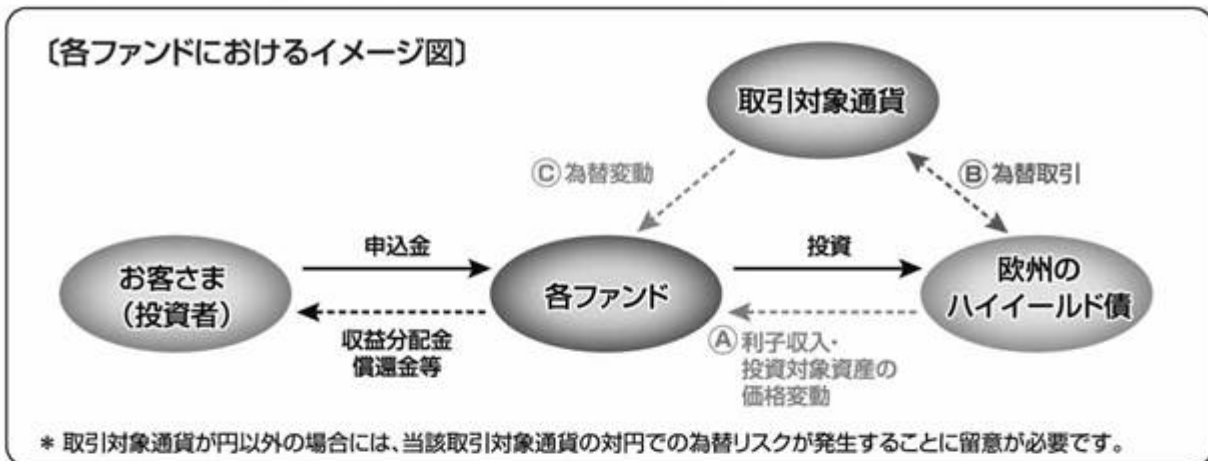 〔各ファンドにおけるイメージ図〕
取引対象通貨
Ⓒ為替変動
Ⓑ為替取引
お客さま
（投資者）
申込金
収益分配金
償還金等
各ファンド
投資
Ⓐ利子収入・
投資対象資産の
価格変動
欧州の
ハイイールド債
* 取引対象通貨が円以外の場合には、当該取引対象通貨の対円での為替リスクが発生することに留意が必要です。